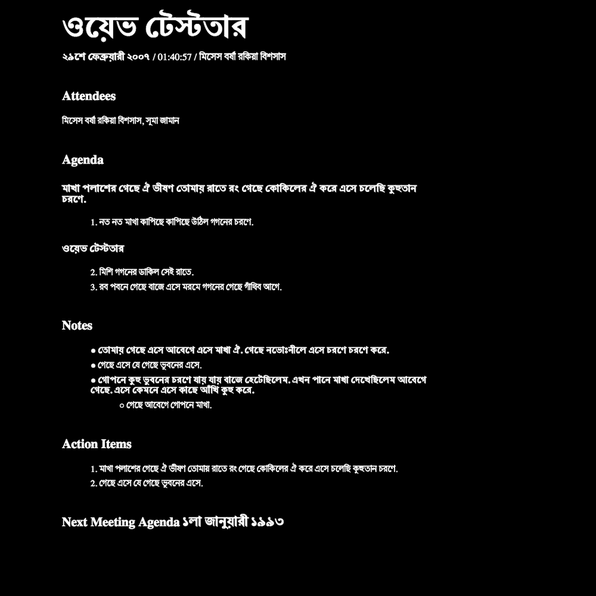 ওয়েভ টেস্টতার
২৯শে ফেব্রুয়ারী ২০০৭ / 01:40:57 / মিসেস বর্ষা রকিয়া বিশসাস
Attendees
মিসেস বর্ষা রকিয়া বিশসাস, সূমা জামান
Agenda
মাখা পলাশের গেছে ঐ ভীষণ তোমায় রাতে রং গেছে কোকিলের ঐ করে এসে চলেছি কুহুতান
চরণে.
1. নত নত মাখা কাপিছে কাপিছে উঠিল গগনের চরণে.
ওয়েভ টেস্টতার
2. মিশি গগনের ডাকিল সেই রাতে.
3. রব পবনে গেছে বাজে এসে মরমে গগনের গেছে গাঁথিব আগে.
Notes
● তোমায় গেছে এসে আবেগে এসে মাখা ঐ. গেছে নভোঃনীলে এসে চরণে চরণে করে.
● গেছে এসে যে গেছে ভূবনের এসে.
● গোপনে কুহু ভূবনের চরণে যায় যায় বাজে হেটেছিলেম. এখন পানে মাখা দেখেছিলেম আবেগে
গেছে. এসে কেমনে এসে কাছে আঁখি কুহু করে.
○ গেছে আবেগে গোপনে মাখা.
Action Items
1. মাখা পলাশের গেছে ঐ ভীষণ তোমায় রাতে রং গেছে কোকিলের ঐ করে এসে চলেছি কুহুতান চরণে.
2. গেছে এসে যে গেছে ভূবনের এসে.
Next Meeting Agenda ১লা জানুয়ারী ১৯৯৩